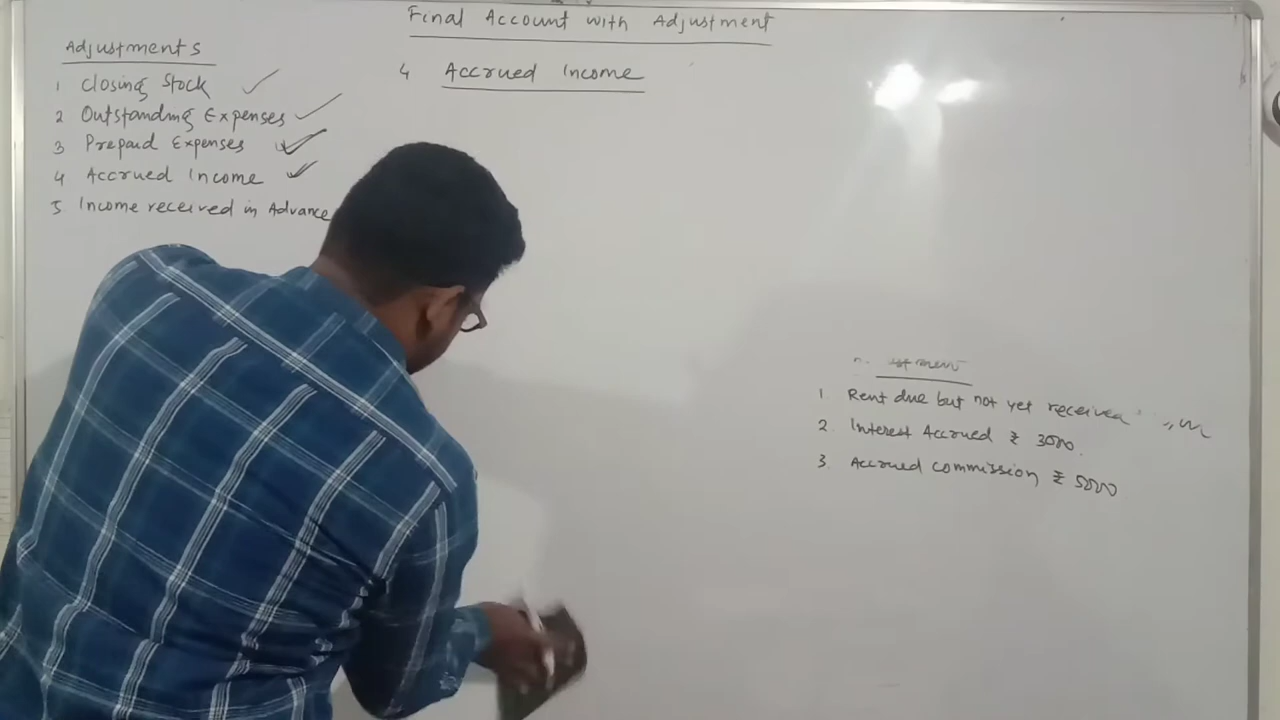 Final Account with Adjustment
Adjustments
1 Closing Stock
2 Outstanding Expenses
3 Prepaid Expenses
4 Accrued Income
5 Income received in Advance
4 Accrued Income
1. Rent due but not yet received
2. Interest Accrued ₹ 3000.
3. Accrued commission ₹ 5000